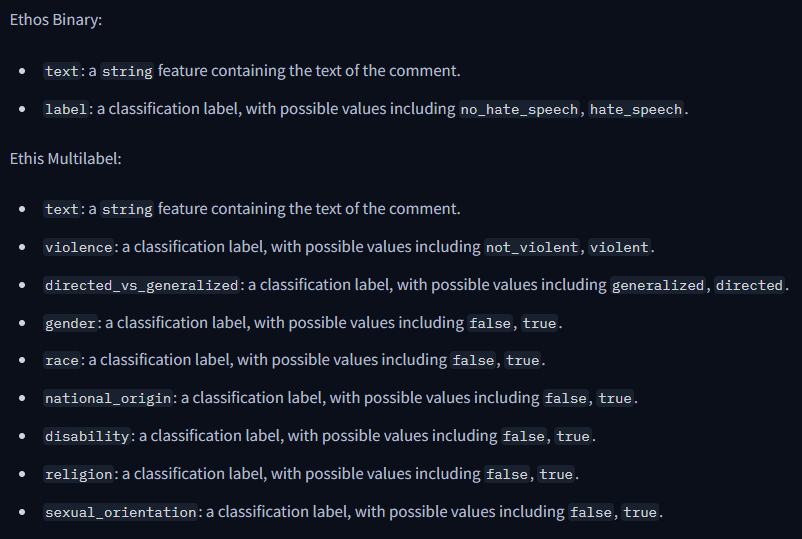 Ethos Binary:
• text: a string feature containing the text of the comment.
• label: a classification label, with possible values including no_hate_speech, hate_speech.
Ethis Multilabel:
• text: a string feature containing the text of the comment.
• violence: a classification label, with possible values including not_violent, violent.
• directed_vs_generalized: a classification label, with possible values including generalized, directed.
• gender: a classification label, with possible values including false, true.
• race: a classification label, with possible values including false, true.
• national_origin: a classification label, with possible values including false, true.
• disability: a classification label, with possible values including false, true.
• religion: a classification label, with possible values including false, true.
• sexual_orientation: a classification label, with possible values including false, true.